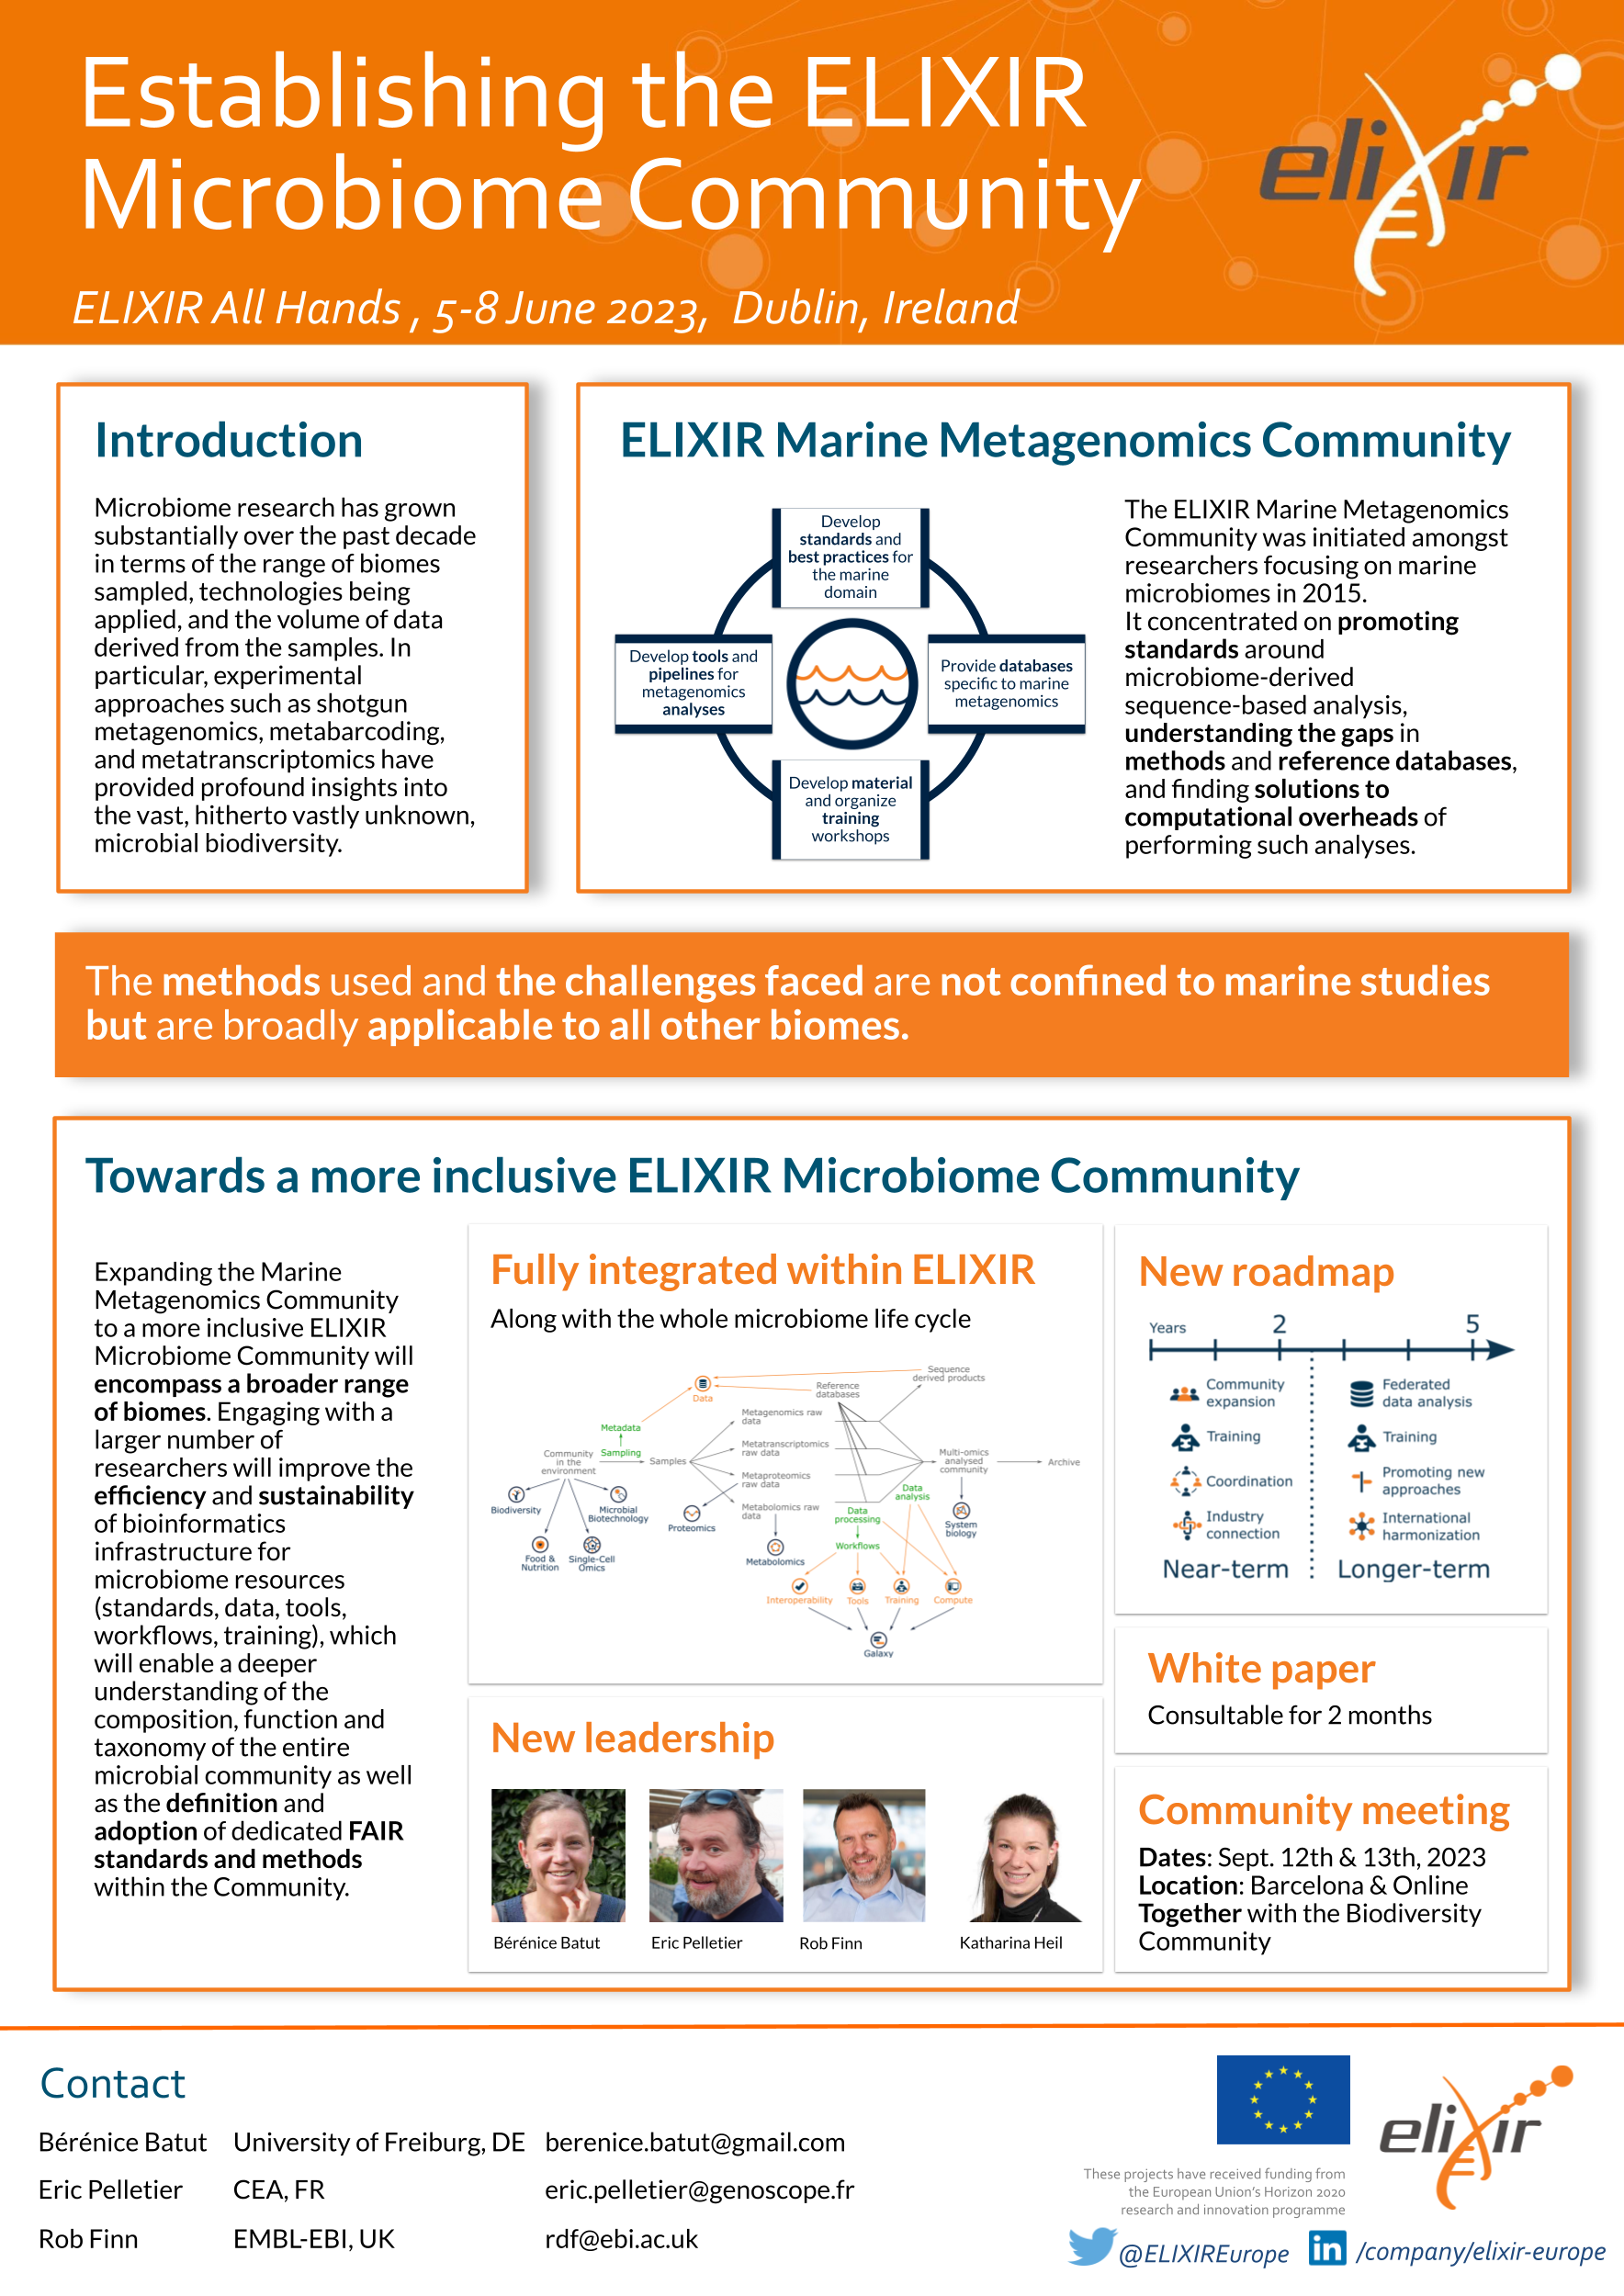 Establishing the ELIXIR
Microbiome Community
ELIXIR All Hands , 5-8 June 2023, Dublin, Ireland
elixir
Introduction
Microbiome research has grown
substantially over the past decade
in terms of the range of biomes
sampled, technologies being
applied, and the volume of data
derived from the samples. In
particular, experimental
approaches such as shotgun
metagenomics, metabarcoding,
and metatranscriptomics have
provided profound insights into
the vast, hitherto vastly unknown,
microbial biodiversity.
ELIXIR Marine Metagenomics Community
Develop
standards and
best practices for
the marine
domain
Develop tools and
pipelines for
metagenomics
analyses
Provide databases
specific to marine
metagenomics
Develop material
and organize
training
workshops
The ELIXIR Marine Metagenomics
Community was initiated amongst
researchers focusing on marine
microbiomes in 2015.
It concentrated on promoting
standards around
microbiome-derived
sequence-based analysis,
understanding the gaps in
methods and reference databases,
and finding solutions to
computational overheads of
performing such analyses.
The methods used and the challenges faced are not confined to marine studies
but are broadly applicable to all other biomes.
Towards a more inclusive ELIXIR Microbiome Community
Expanding the Marine
Metagenomics Community
to a more inclusive ELIXIR
Microbiome Community will
encompass a broader range
of biomes. Engaging with a
larger number of
researchers will improve the
efficiency and sustainability
of bioinformatics
infrastructure for
microbiome resources
(standards, data, tools,
workflows, training), which
will enable a deeper
understanding of the
composition, function and
taxonomy of the entire
microbial community as well
as the definition and
adoption of dedicated FAIR
standards and methods
within the Community.
Fully integrated within ELIXIR
Along with the whole microbiome life cycle
Sequence
derived products
Data
Reference
databases
Metadata
Sampling
Community
in the
environment
Samples
Metagenomics raw
data
Metatranscriptomics
raw data
Metaproteomics
raw data
Metabolomics raw
data
Multi-omics
analysed
community
Archive
Biodiversity
Microbial
Biotechnology
Food &
Nutrition
Single-Cell
Omics
Proteomics
Metabolomics
Data
processing
Data
analysis
System
biology
Workflows
Interoperability
Tools
Training
Compute
Galaxy
New leadership
Bérénice Batut
Eric Pelletier
Rob Finn
Katharina Heil
New roadmap
Years 2 5
Community
expansion
Training
Coordination
Industry
connection
Near-term
Federated
data analysis
Training
Promoting new
approaches
International
harmonization
Longer-term
White paper
Consultable for 2 months
Community meeting
Dates: Sept. 12th & 13th, 2023
Location: Barcelona & Online
Together with the Biodiversity
Community
Contact
Bérénice Batut University of Freiburg, DE berenice.batut@gmail.com
Eric Pelletier CEA, FR eric.pelletier@genoscope.fr
Rob Finn EMBL-EBI, UK rdf@ebi.ac.uk
elixir
These projects have received funding from
the European Union's Horizon 2020
research and innovation programme
@ELIXIREurope in /company/elixir-europe